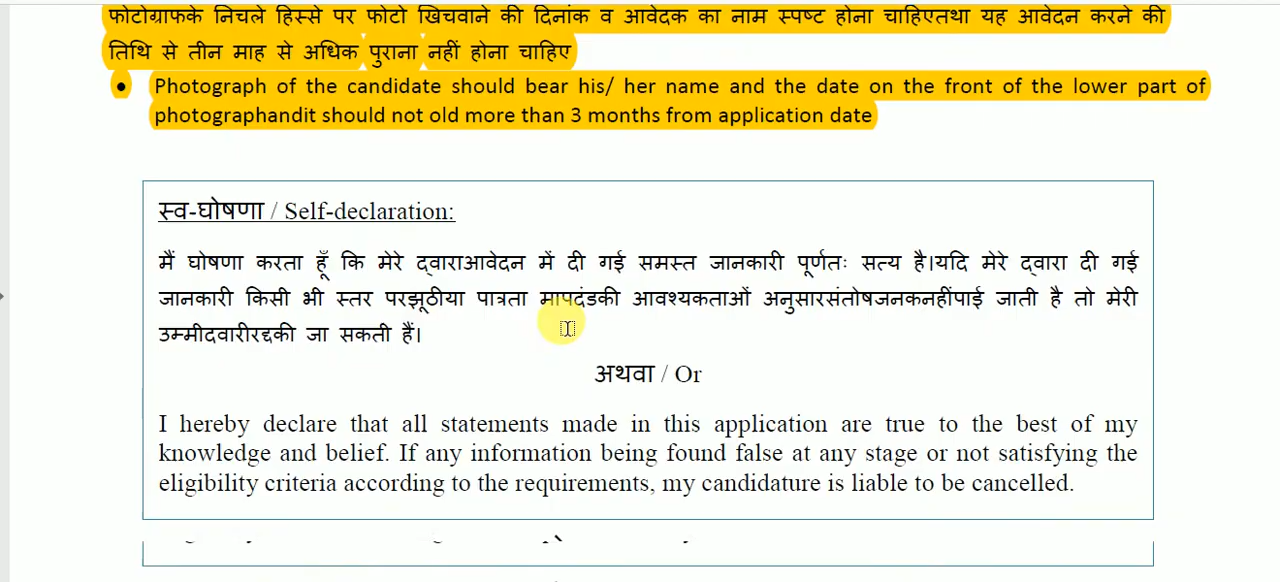 फोटोग्राफके निचले हिस्से पर फोटो खिचवाने की दिनांक व आवेदक का नाम स्पष्ट होना चाहिएतथा यह आवेदन करने की
तिथि से तीन माह से अधिक पुराना नहीं होना चाहिए
● Photograph of the candidate should bear his/ her name and the date on the front of the lower part of
photographandit should not old more than 3 months from application date
स्व-घोषणा / Self-declaration:
मैं घोषणा करता हूँ कि मेरे द्वाराआवेदन में दी गई समस्त जानकारी पूर्णतः सत्य है।यदि मेरे द्वारा दी गई
जानकारी किसी भी स्तर परझूठीया पात्रता मापदंडकी आवश्यकताओं अनुसारसंतोषजनकनहींपाई जाती है तो मेरी
उम्मीदवारीरद्दकी जा सकती हैं।
अथवा / Or
I hereby declare that all statements made in this application are true to the best of my
knowledge and belief. If any information being found false at any stage or not satisfying the
eligibility criteria according to the requirements, my candidature is liable to be cancelled.